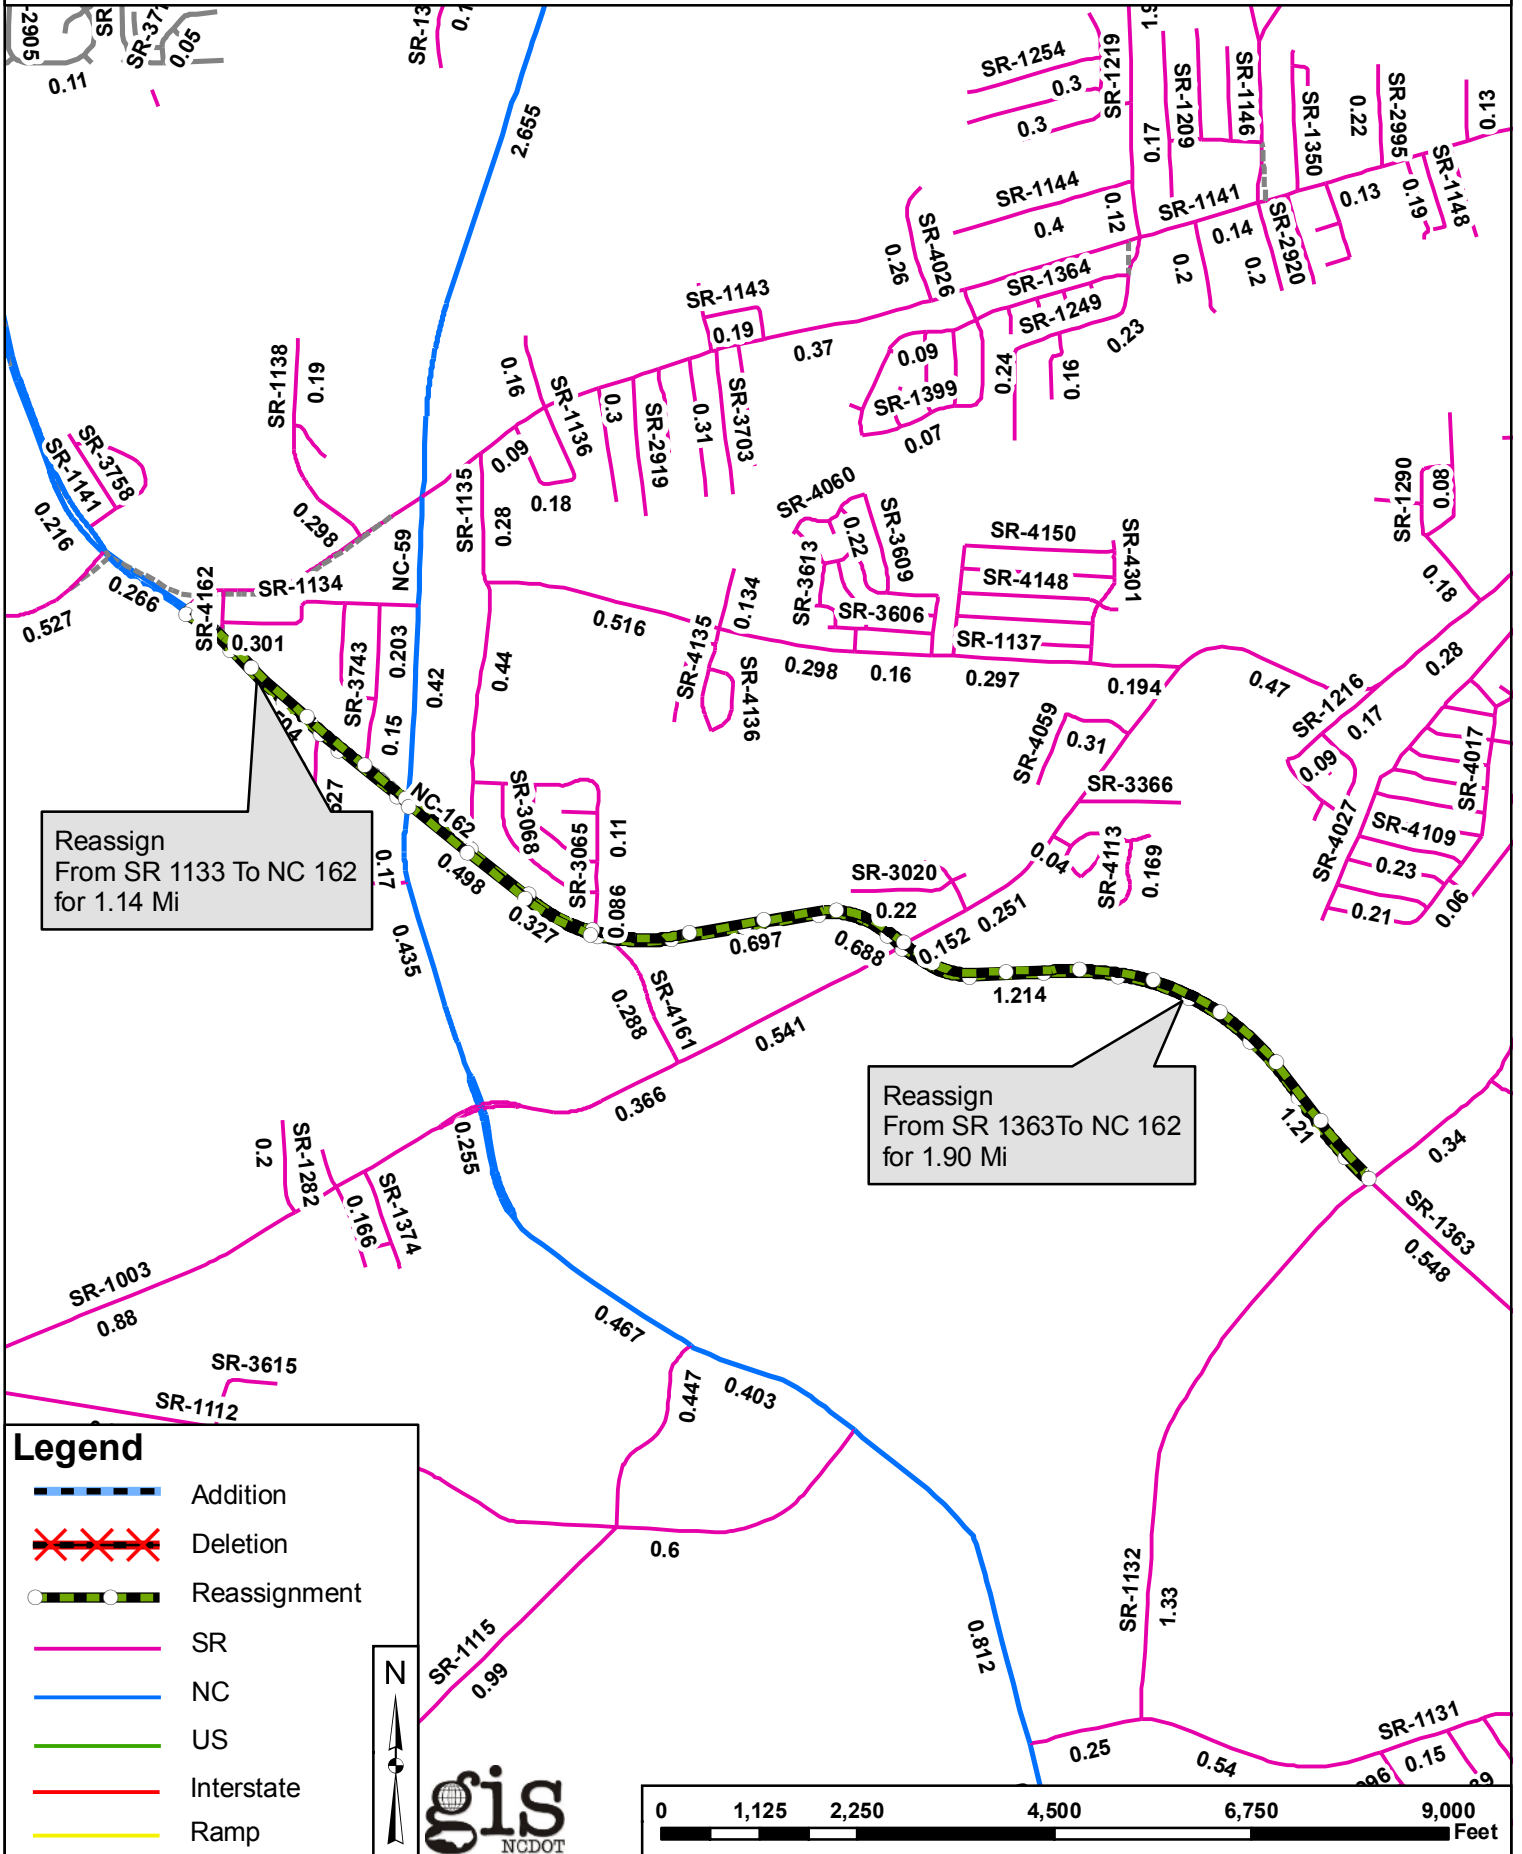 -2905
SR
SR-371
0.05
0.11
SR-13
0.1
2.655
SR-1254
0.3
0.3
SR-1219
1.9
0.17
SR-1209
SR-1146
SR-1350
0.22
SR-2995
0.13
SR-1148
0.19
0.13
SR-1144
0.4
0.12
SR-1141
0.14
0.2
0.2
SR-2920
0.26
SR-4026
SR-1364
SR-1249
0.23
0.24
0.16
SR-1143
0.19
0.37
0.09
SR-1399
0.07
SR-1138
0.19
0.298
SR-3758
SR-1141
0.216
0.266
0.527
0.16
SR-1136
0.09
0.18
0.3
SR-2919
0.31
SR-3703
SR-1135
0.28
NC-59
SR-4162
SR-1134
0.301
SR-3743
0.203
0.15
0.42
0.44
0.516
0.134
SR-4135
SR-4136
SR-4060
0.22
SR-3609
SR-3613
SR-3606
SR-4150
SR-4148
SR-4301
SR-1137
0.298
0.16
0.297
0.194
0.47
SR-1290
0.08
0.18
0.28
SR-1216
0.17
0.09
SR-4017
SR-4027
SR-4109
0.23
0.21
0.06
SR-4059
0.31
SR-3366
0.04
SR-4113
0.169
Reassign
From SR 1133 To NC 162
for 1.14 Mi
NC-162
0.17
0.435
0.498
0.327
SR-3068
SR-3065
0.11
0.086
0.697
SR-3020
0.22
0.688
0.152
0.251
1.214
SR-4161
0.288
0.541
0.366
0.255
Reassign
From SR 1363To NC 162
for 1.90 Mi
1.21
0.34
SR-1363
0.548
0.2
SR-1282
0.166
SR-1374
SR-1003
0.88
0.467
0.447
0.403
SR-3615
SR-1112
0.6
SR-1115
0.99
0.812
SR-1132
1.33
0.25
0.54
SR-1131
0.15
Legend
Addition
Deletion
Reassignment
SR
NC
US
Interstate
Ramp
N
gis
NCDOT
0 1,125 2,250 4,500 6,750 9,000
Feet